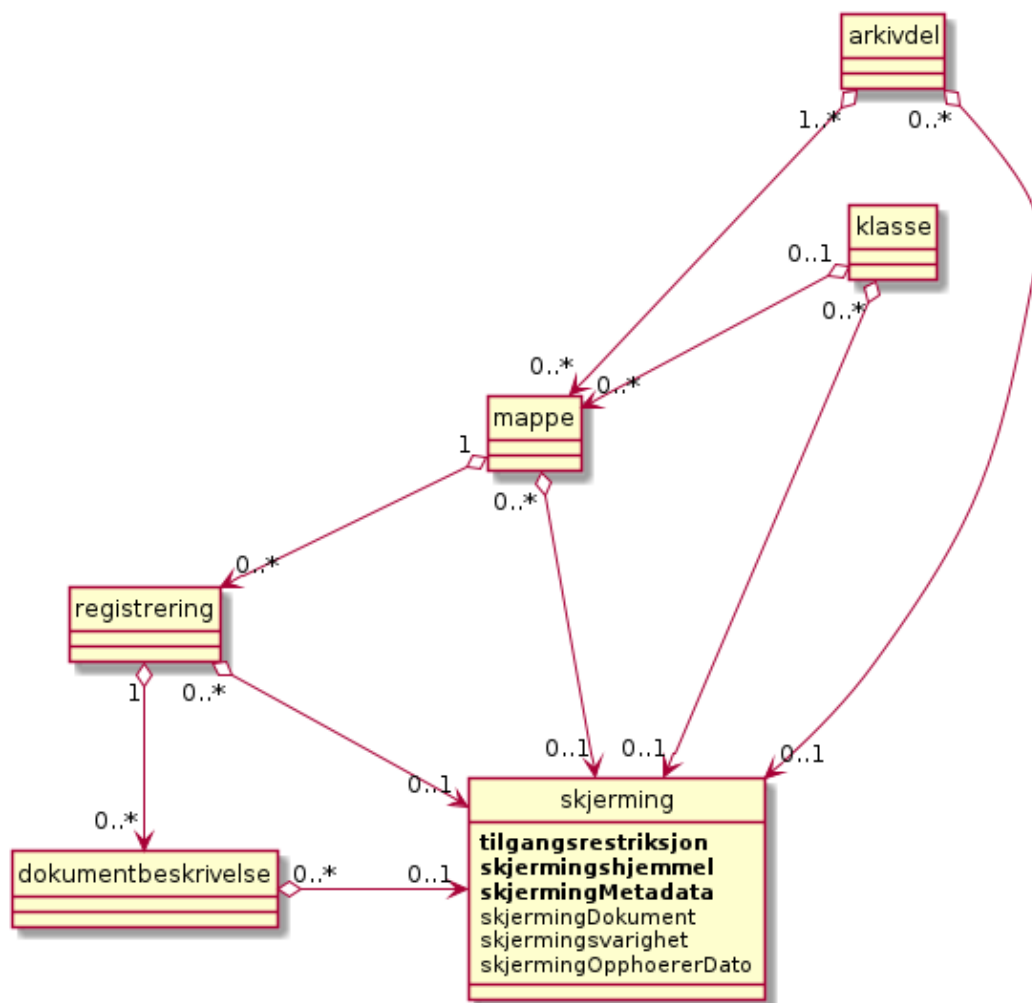 arkivdel
1..*
0..*
klasse
0..1
0..*
0..*
0..*
mappe
1
0..*
0..*
registrering
1
0..*
0..1
0..1
0..1
0..1
skjerming
0..*
tilgangsrestriksjon
skjermingshjemmel
skjermingMetadata
skjermingDokument
skjermingsvarighet
skjermingOpphoererDato
dokumentbeskrivelse
0..*
0..1